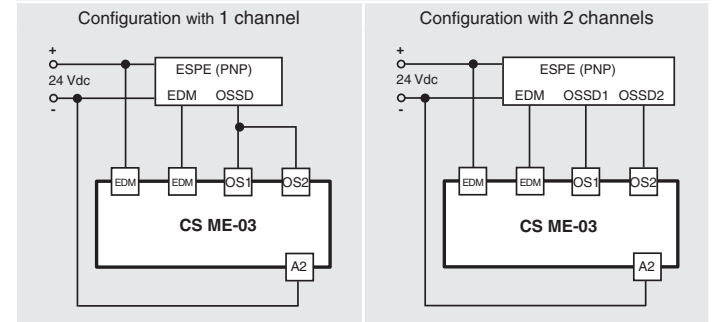 Configuration with 1 channel
+
ESPE (PNP)
24 Vdc
EDM OSSD
-
EDM EDM OS1 OS2
CS ME-03
A2
Configuration with 2 channels
+
ESPE (PNP)
24 Vdc
EDM OSSD1 OSSD2
-
EDM EDM OS1 OS2
CS ME-03
A2